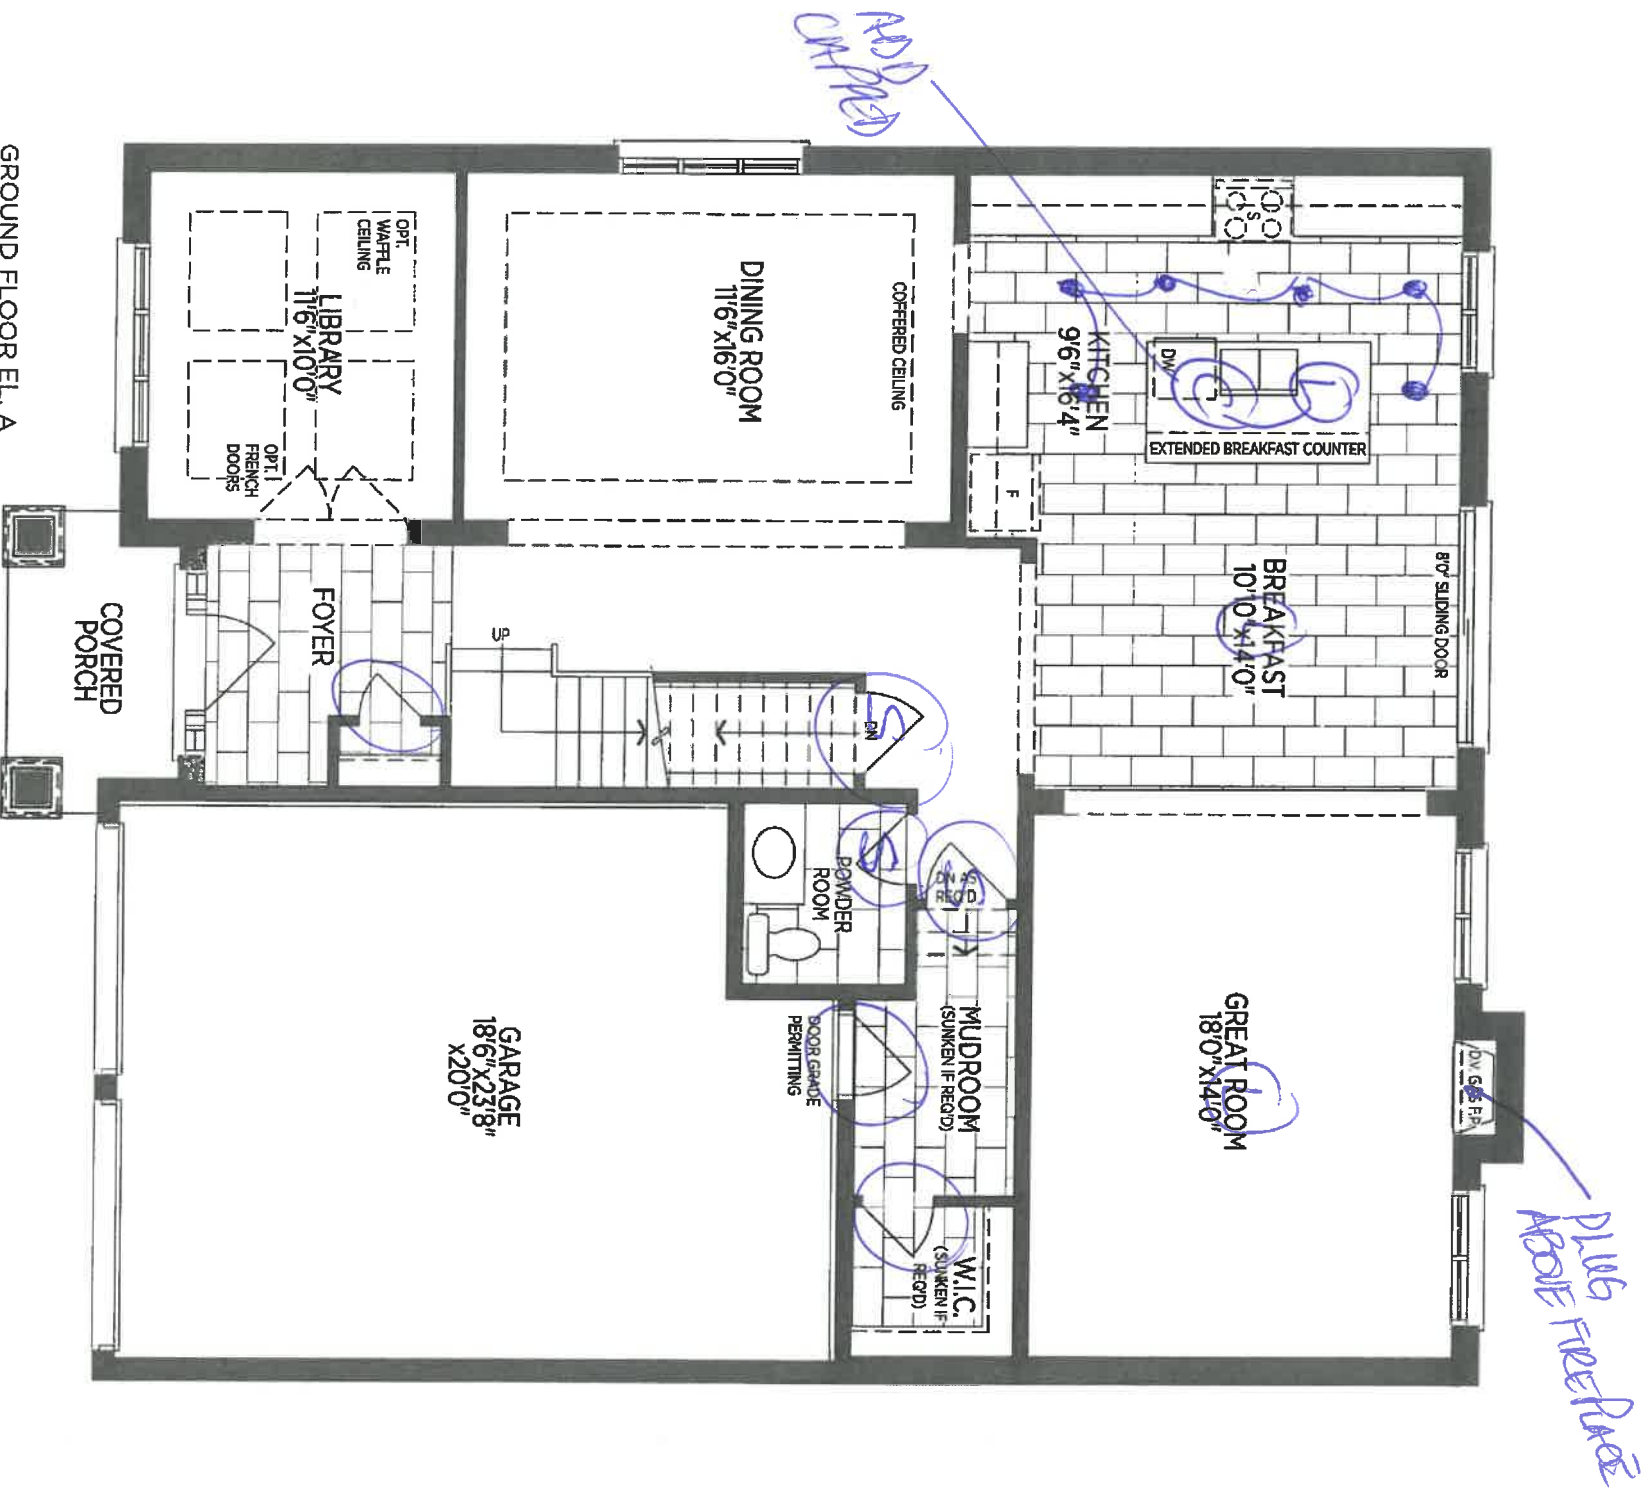 ADD
CAPPED
PLUG
ABOVE FIREPLACE
D.V. GAS F.P.
8'0" SLIDING DOOR
S
KITCHEN
9'6"x16'4"
DW
EXTENDED BREAKFAST COUNTER
C
L
F
BREAKFAST
10'0"x14'0"
GREAT ROOM
18'0"x14'0"
COFFERED CEILING
DINING ROOM
11'6"x16'0"
OPT.
WAFFLE
CEILING
LIBRARY
11'6"x10'0"
OPT.
FRENCH
DOORS
FOYER
UP
DN
S
S
DN AS
REQ'D
S
POWDER
ROOM
MUDROOM
(SUNKEN IF REQ'D)
W.I.C.
(SUNKEN IF
REQ'D)
DOOR GRADE
PERMITTING
GARAGE
18'6"x23'8"
x20'0"
COVERED
PORCH
GROUND FLOOR EL. A